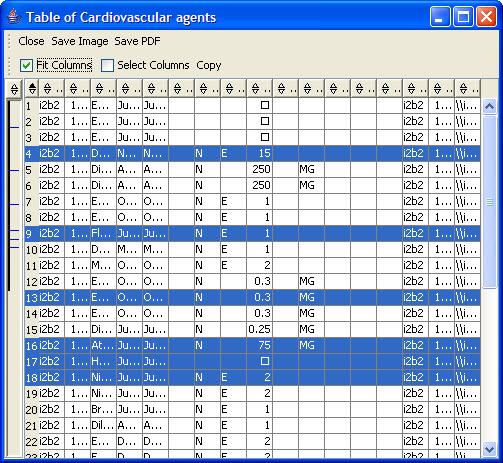 Table of Cardiovascular agents
Close Save Image Save PDF
Fit Columns Select Columns Copy
1 i2b2 1... E... Ju... Ju... i2b2 1... \\i...
2 i2b2 1... E... Ju... Ju... i2b2 1... \\i...
3 i2b2 1... E... Ju... Ju... i2b2 1... \\i...
4 i2b2 1... D... N... N... N E 15 i2b2 1... \\i...
5 i2b2 1... Di... A... A... N 250 MG i2b2 1... \\i...
6 i2b2 1... Di... A... A... N 250 MG i2b2 1... \\i...
7 i2b2 1... E... O... O... N E 1 i2b2 1... \\i...
8 i2b2 1... E... O... O... N E 1 i2b2 1... \\i...
9 i2b2 1... Fl... Ju... Ju... N E 1 i2b2 1... \\i...
10 i2b2 1... D... M... M... N E 1 i2b2 1... \\i...
11 i2b2 1... M... O... O... N E 2 i2b2 1... \\i...
12 i2b2 1... E... O... O... N 0.3 MG i2b2 1... \\i...
13 i2b2 1... E... O... O... N 0.3 MG i2b2 1... \\i...
14 i2b2 1... E... O... O... N 0.3 MG i2b2 1... \\i...
15 i2b2 1... Di... Ju... Ju... N 0.25 MG i2b2 1... \\i...
16 i2b2 1... At... Ju... Ju... N 75 MG i2b2 1... \\i...
17 i2b2 1... H... Ju... Ju... i2b2 1... \\i...
18 i2b2 1... Ni... Ju... Ju... N E 2 i2b2 1... \\i...
19 i2b2 1... Ni... Ju... Ju... N E 2 i2b2 1... \\i...
20 i2b2 1... Br... Ju... Ju... N E 1 i2b2 1... \\i...
21 i2b2 1... Dil... A... A... N E 1 i2b2 1... \\i...
22 i2b2 1... E... D... D... N E 2 i2b2 1... \\i...
23 i2b2 1... E... D... D... N E 2 i2b2 1... \\i...